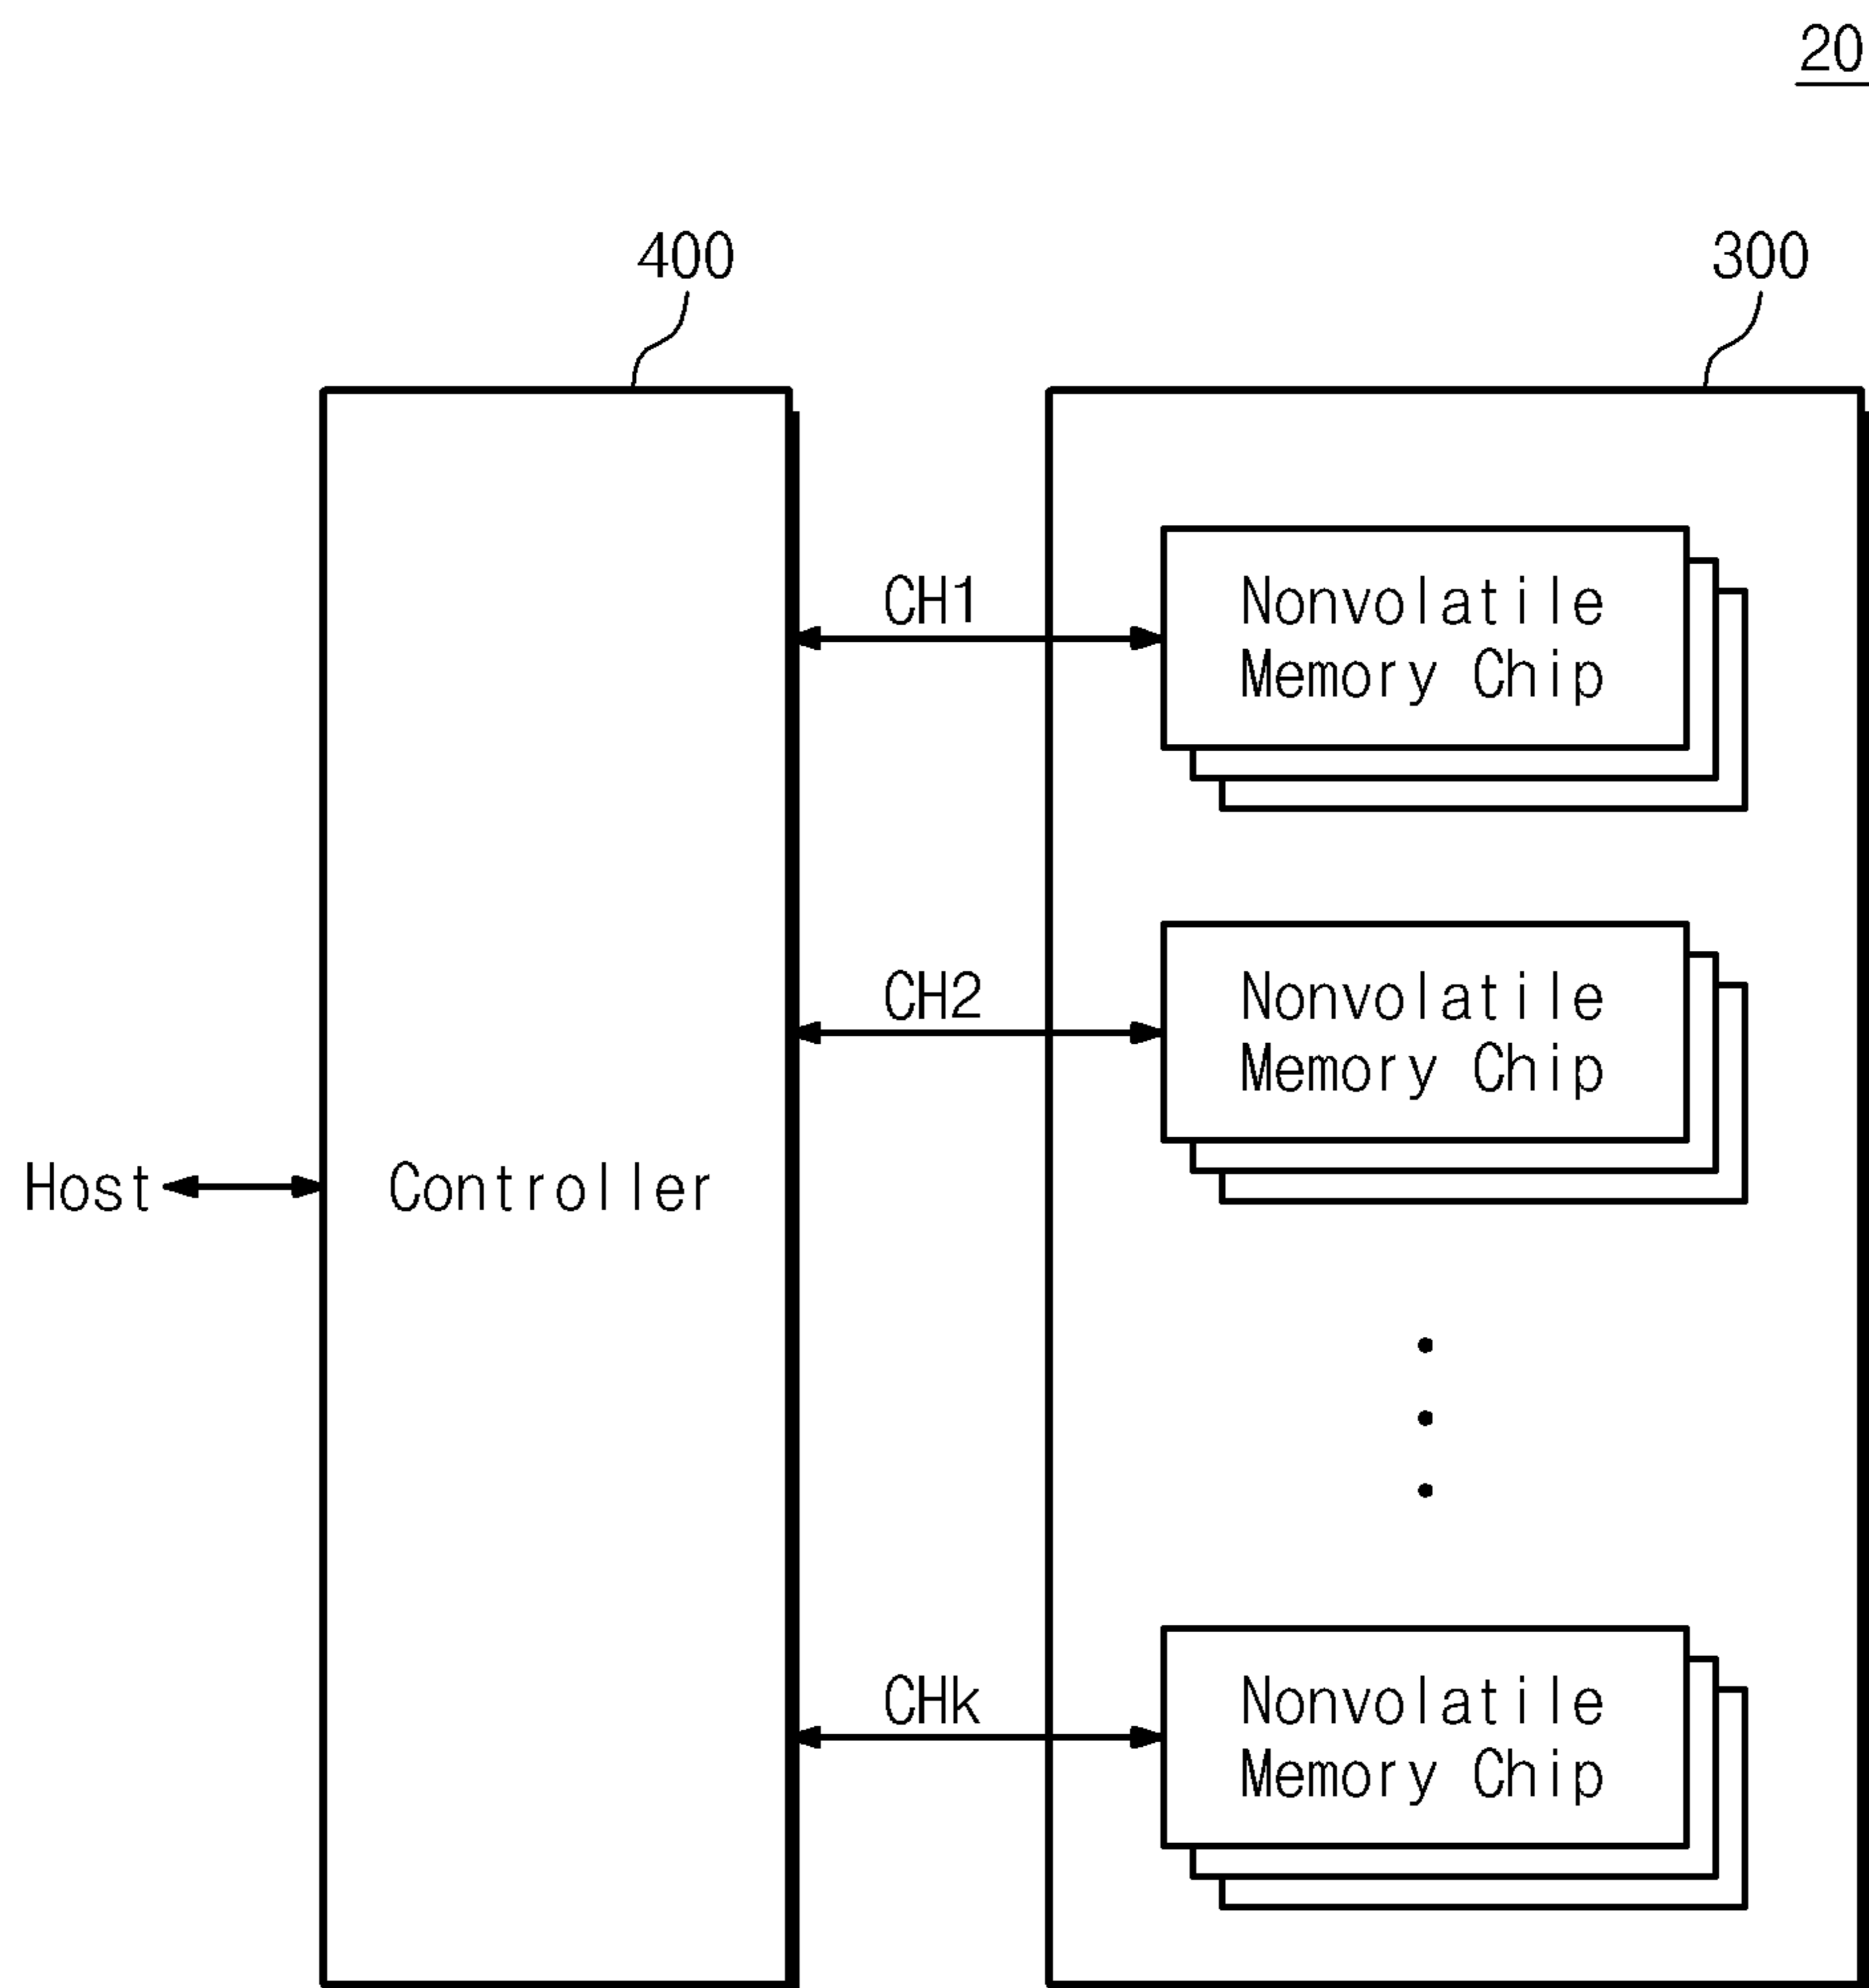 20
400
300
CH1
Nonvolatile
Memory Chip
CH2
Nonvolatile
Memory Chip
Host
Controller
CHk
Nonvolatile
Memory Chip